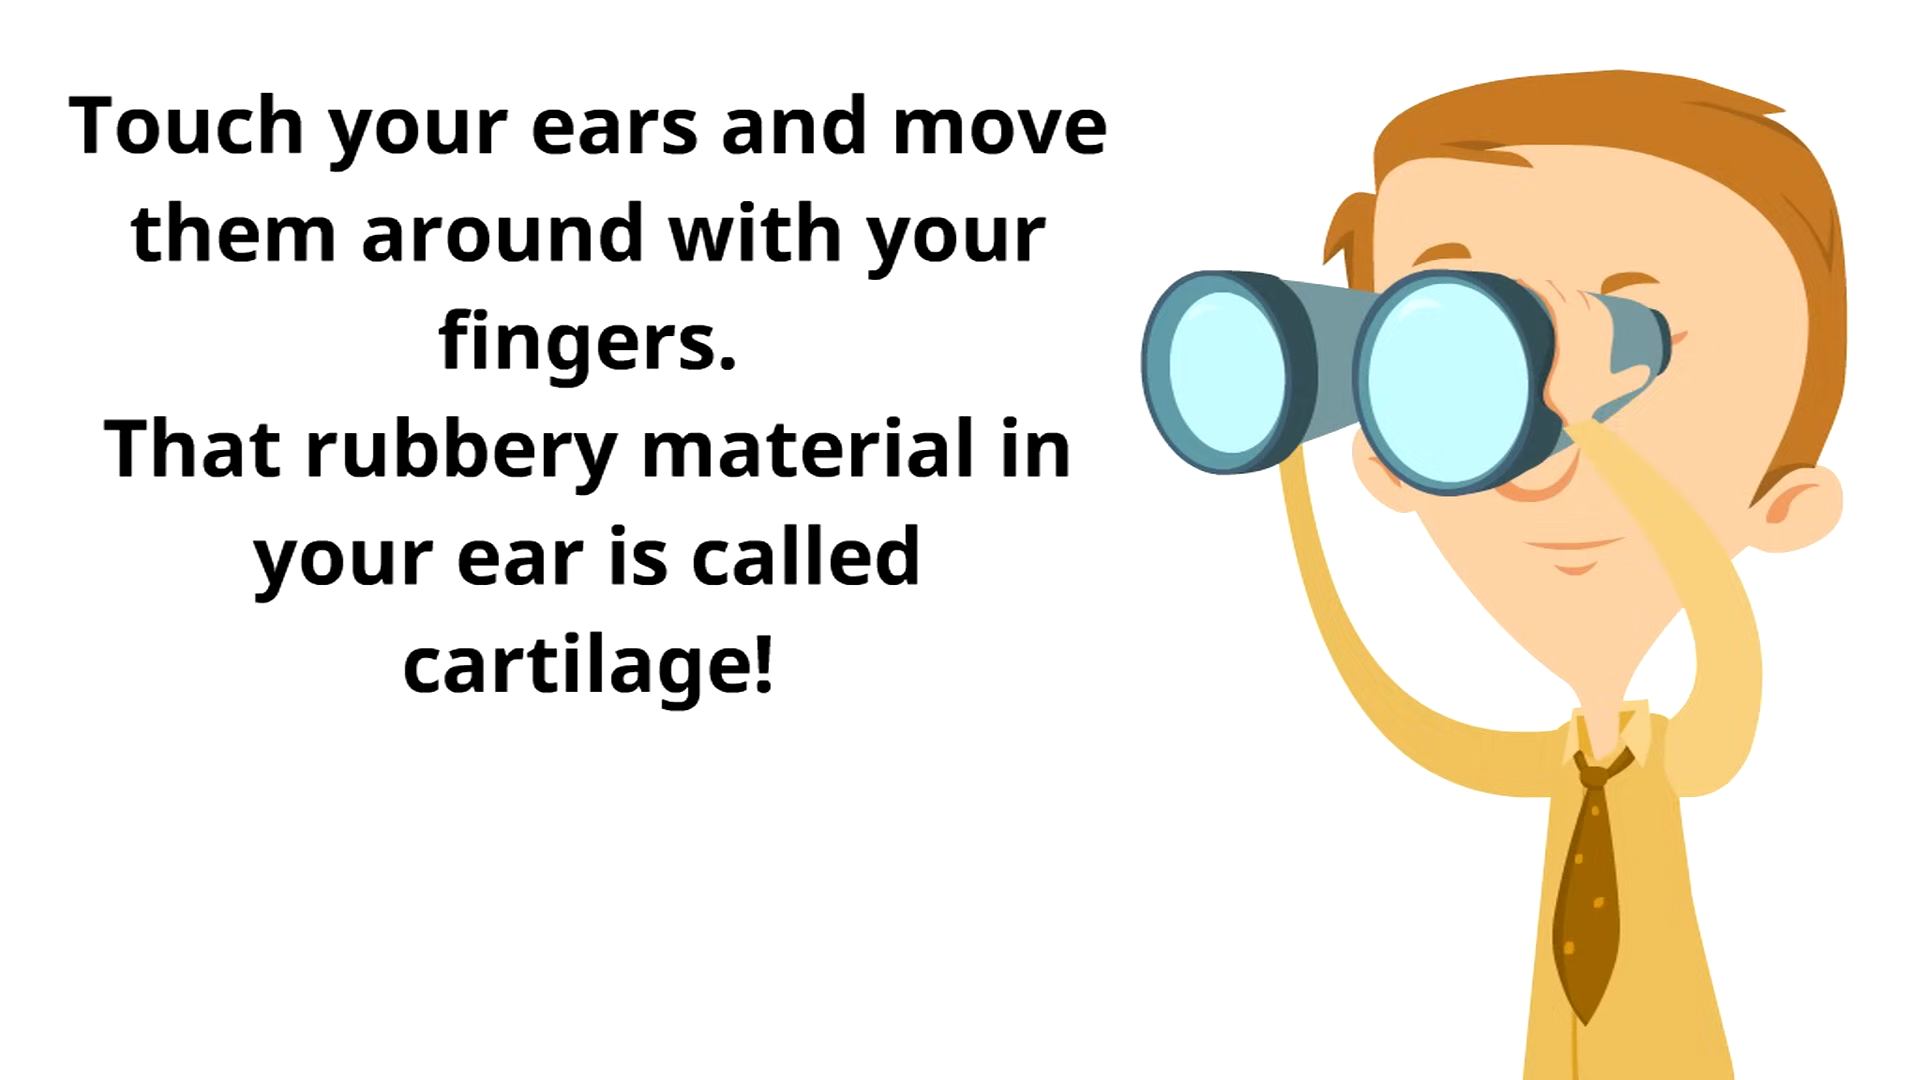 Touch your ears and move
them around with your
fingers.
That rubbery material in
your ear is called
cartilage!